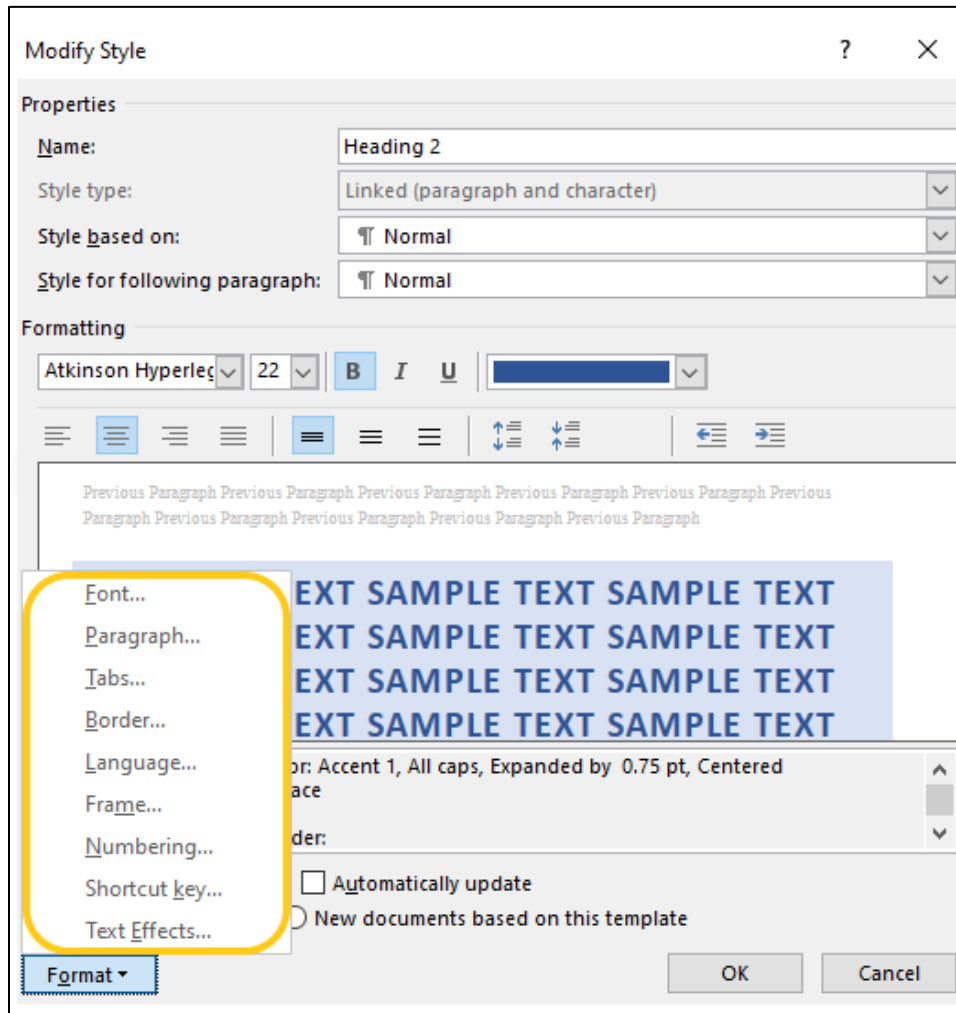 Modify Style ?
Properties
Name: Heading 2
Style type: Linked (paragraph and character)
Style based on: ¶ Normal
Style for following paragraph: ¶ Normal
Formatting
Atkinson Hyperleg 22 B I U
Previous Paragraph Previous Paragraph Previous Paragraph Previous Paragraph Previous Paragraph Previous
Paragraph Previous Paragraph Previous Paragraph Previous Paragraph Previous Paragraph
EXT SAMPLE TEXT SAMPLE TEXT
EXT SAMPLE TEXT SAMPLE TEXT
EXT SAMPLE TEXT SAMPLE TEXT
EXT SAMPLE TEXT SAMPLE TEXT
Font...
Paragraph...
Tabs...
Border...
Language...
Frame...
Numbering...
Shortcut key...
Text Effects...
or: Accent 1, All caps, Expanded by 0.75 pt, Centered
ace
der:
Automatically update
New documents based on this template
Format OK Cancel